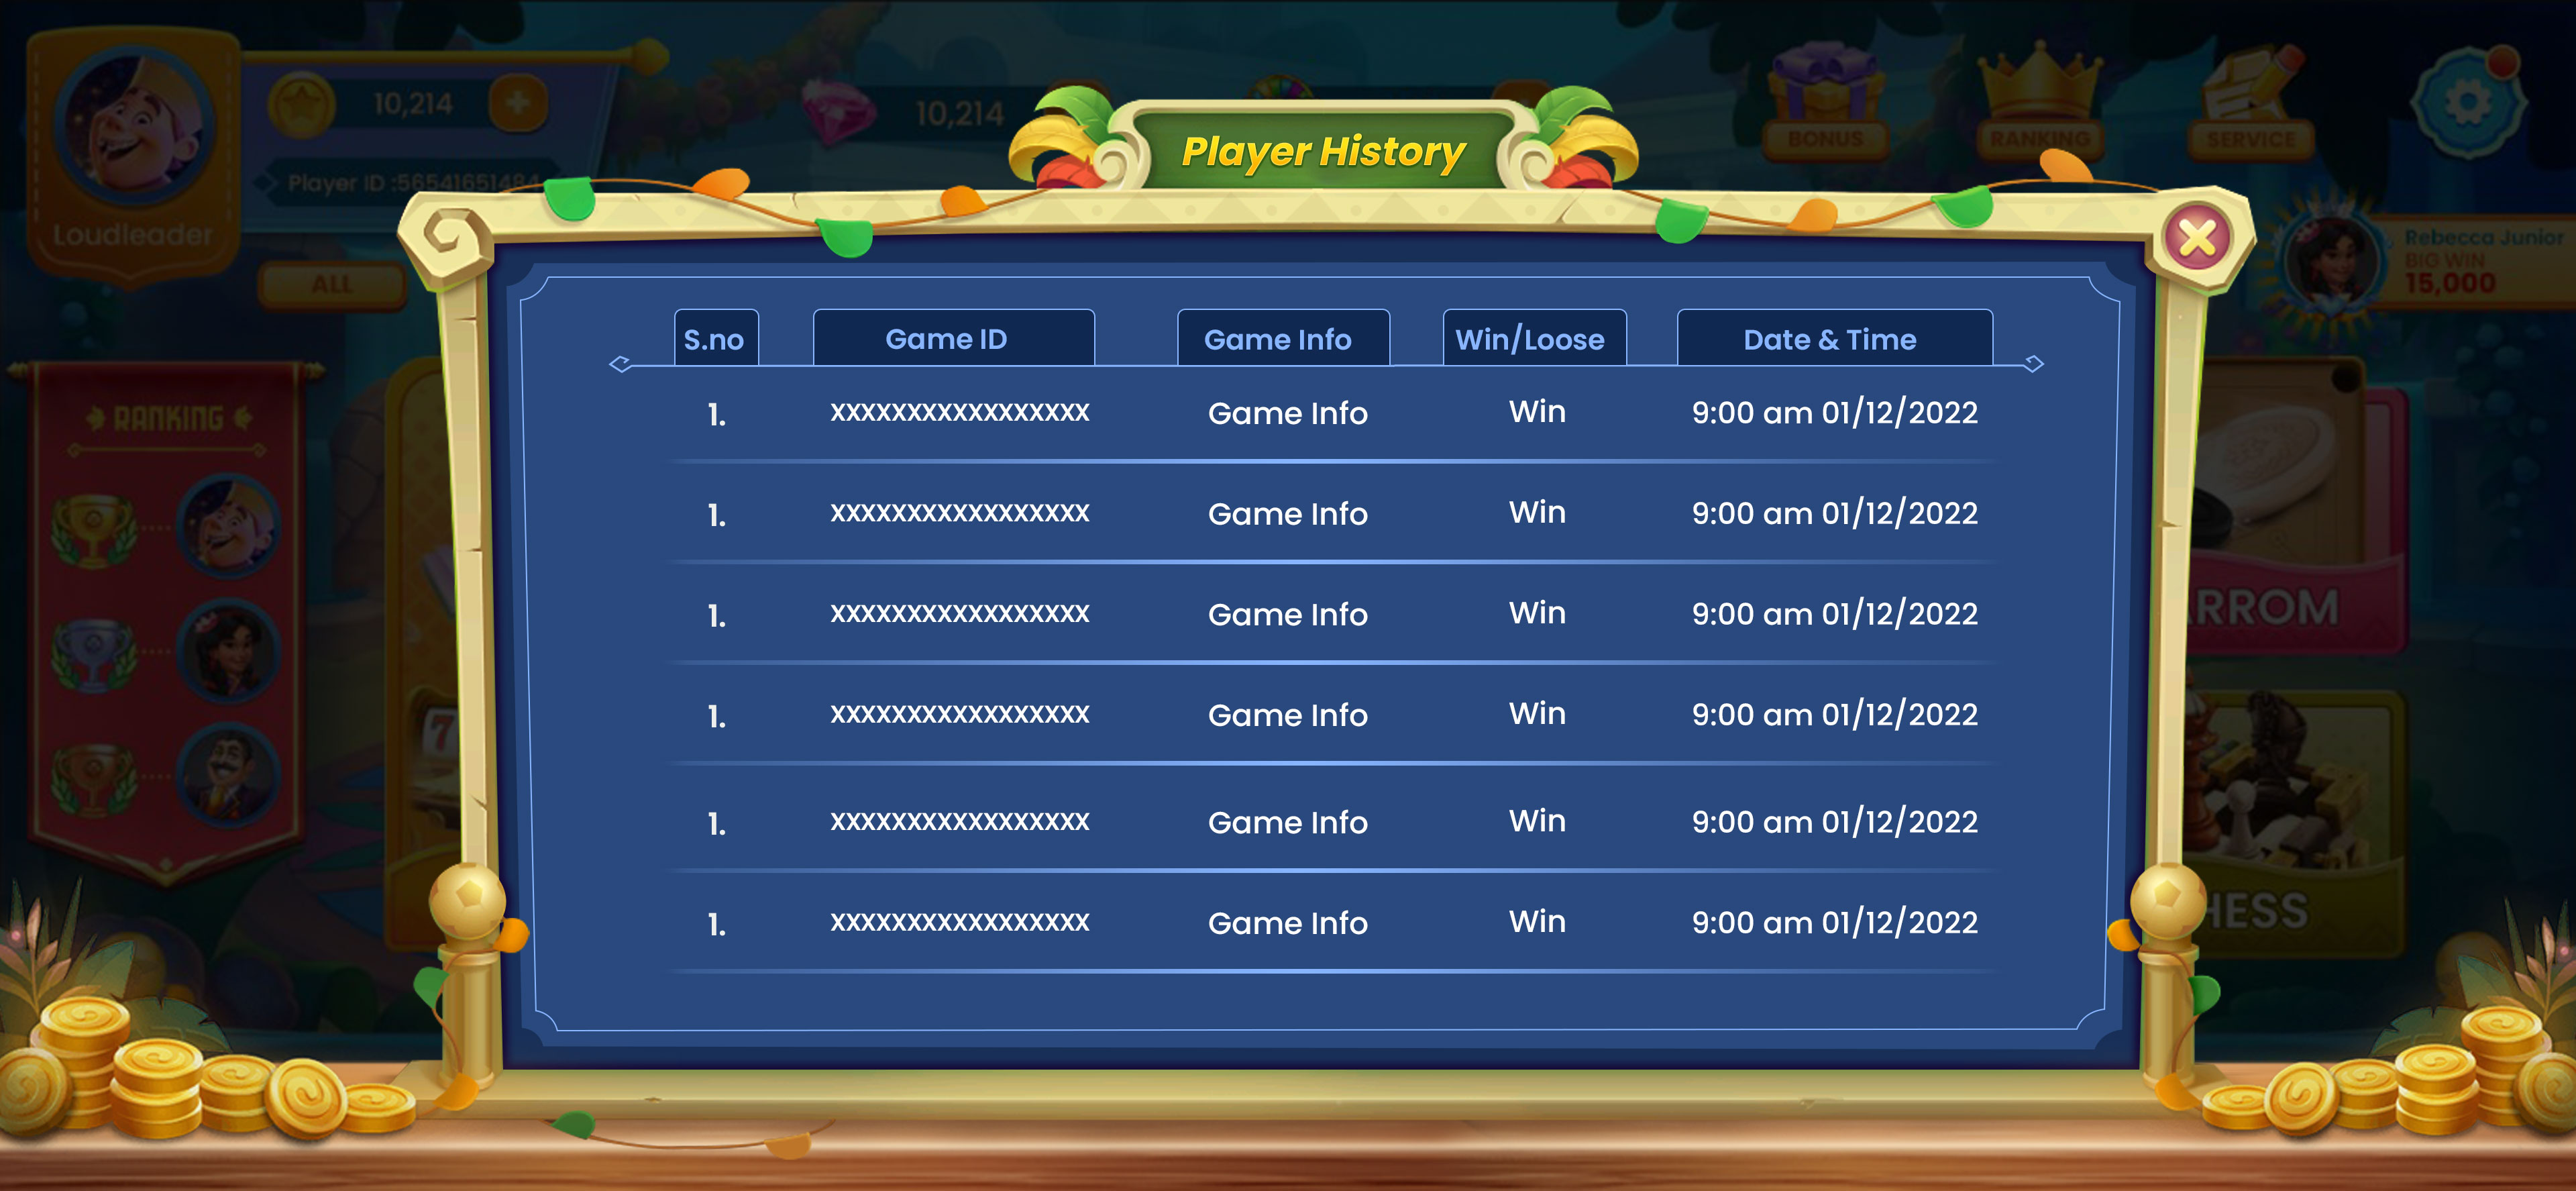 10,214
10,214
BONUS
RANKING
SERVICE
Player History
Player ID :56541651484
Loudleader
ALL
Rebecca Junior
BIG WIN
15,000
RANKING
S.no Game ID Game Info Win/Loose Date & Time
1. XXXXXXXXXXXXXXXXX Game Info Win 9:00 am 01/12/2022
1. XXXXXXXXXXXXXXXXX Game Info Win 9:00 am 01/12/2022
1. XXXXXXXXXXXXXXXXX Game Info Win 9:00 am 01/12/2022
1. XXXXXXXXXXXXXXXXX Game Info Win 9:00 am 01/12/2022
1. XXXXXXXXXXXXXXXXX Game Info Win 9:00 am 01/12/2022
1. XXXXXXXXXXXXXXXXX Game Info Win 9:00 am 01/12/2022
RROM
7
HESS